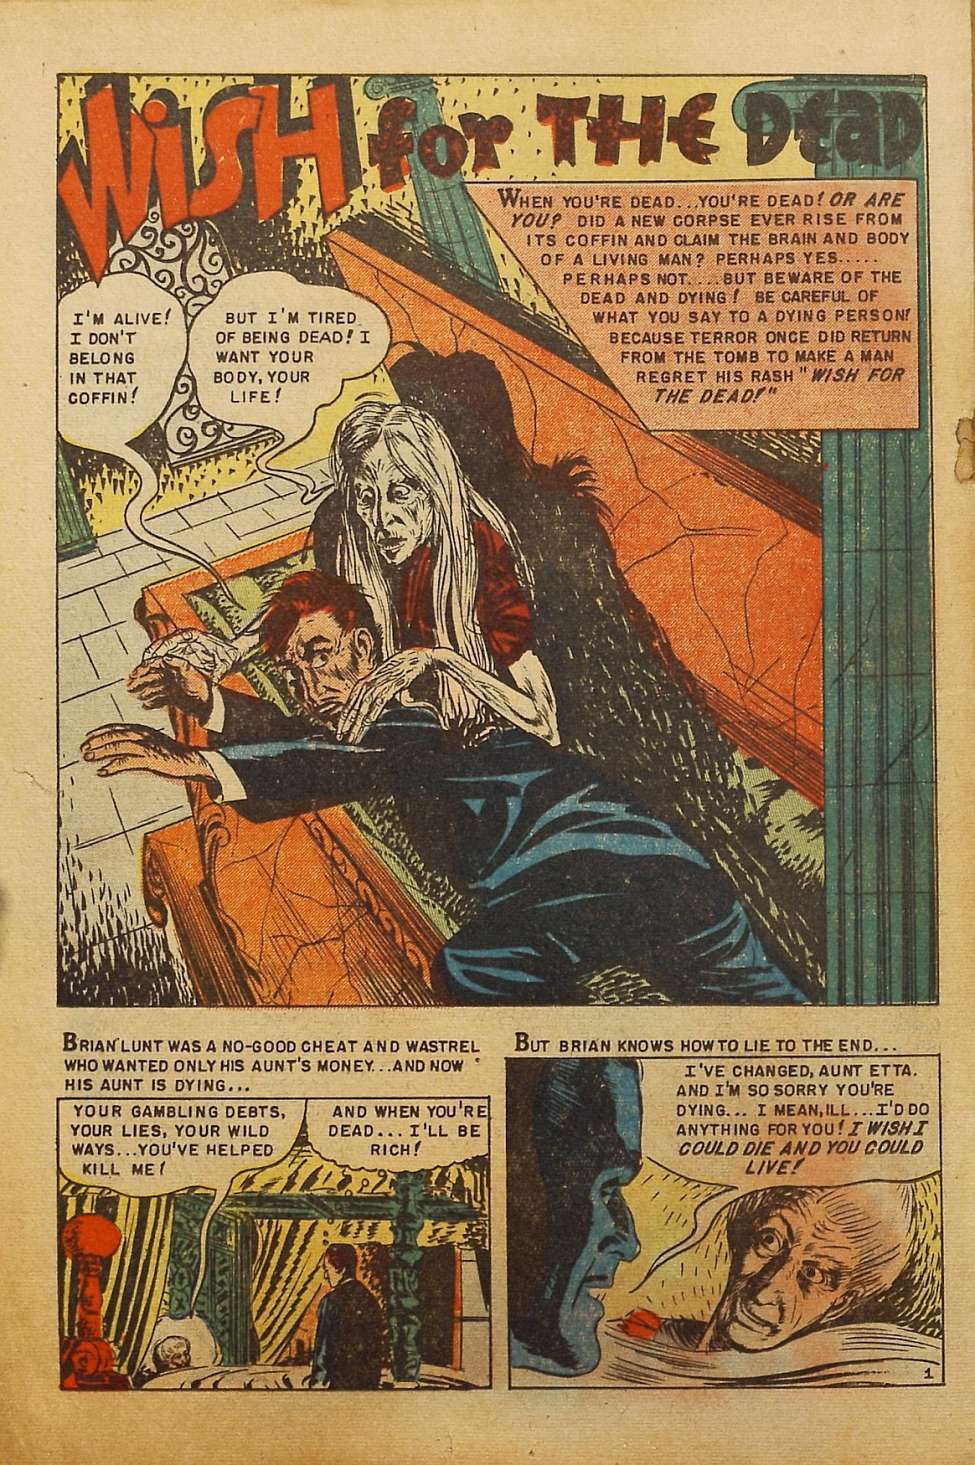 WISH for THE DEAD
WHEN YOU'RE DEAD...YOU'RE DEAD! OR ARE
YOU? DID A NEW CORPSE EVER RISE FROM
ITS COFFIN AND CLAIM THE BRAIN AND BODY
OF A LIVING MAN? PERHAPS YES.....
PERHAPS NOT....BUT BEWARE OF THE
DEAD AND DYING! BE CAREFUL OF
WHAT YOU SAY TO A DYING PERSON!
BECAUSE TERROR ONCE DID RETURN
FROM THE TOMB TO MAKE A MAN
REGRET HIS RASH "WISH FOR
THE DEAD!"
I'M ALIVE!
I DON'T
BELONG
IN THAT
COFFIN!
BUT I'M TIRED
OF BEING DEAD! I
WANT YOUR
BODY, YOUR
LIFE!
BRIAN LUNT WAS A NO-GOOD CHEAT AND WASTREL
WHO WANTED ONLY HIS AUNT'S MONEY...AND NOW
HIS AUNT IS DYING...
YOUR GAMBLING DEBTS,
YOUR LIES, YOUR WILD
WAYS...YOU'VE HELPED
KILL ME!
AND WHEN YOU'RE
DEAD... I'LL BE
RICH!
BUT BRIAN KNOWS HOW TO LIE TO THE END...
I'VE CHANGED, AUNT ETTA.
AND I'M SO SORRY YOU'RE
DYING... I MEAN, ILL...I'D DO
ANYTHING FOR YOU! I WISH I
COULD DIE AND YOU COULD
LIVE!
1